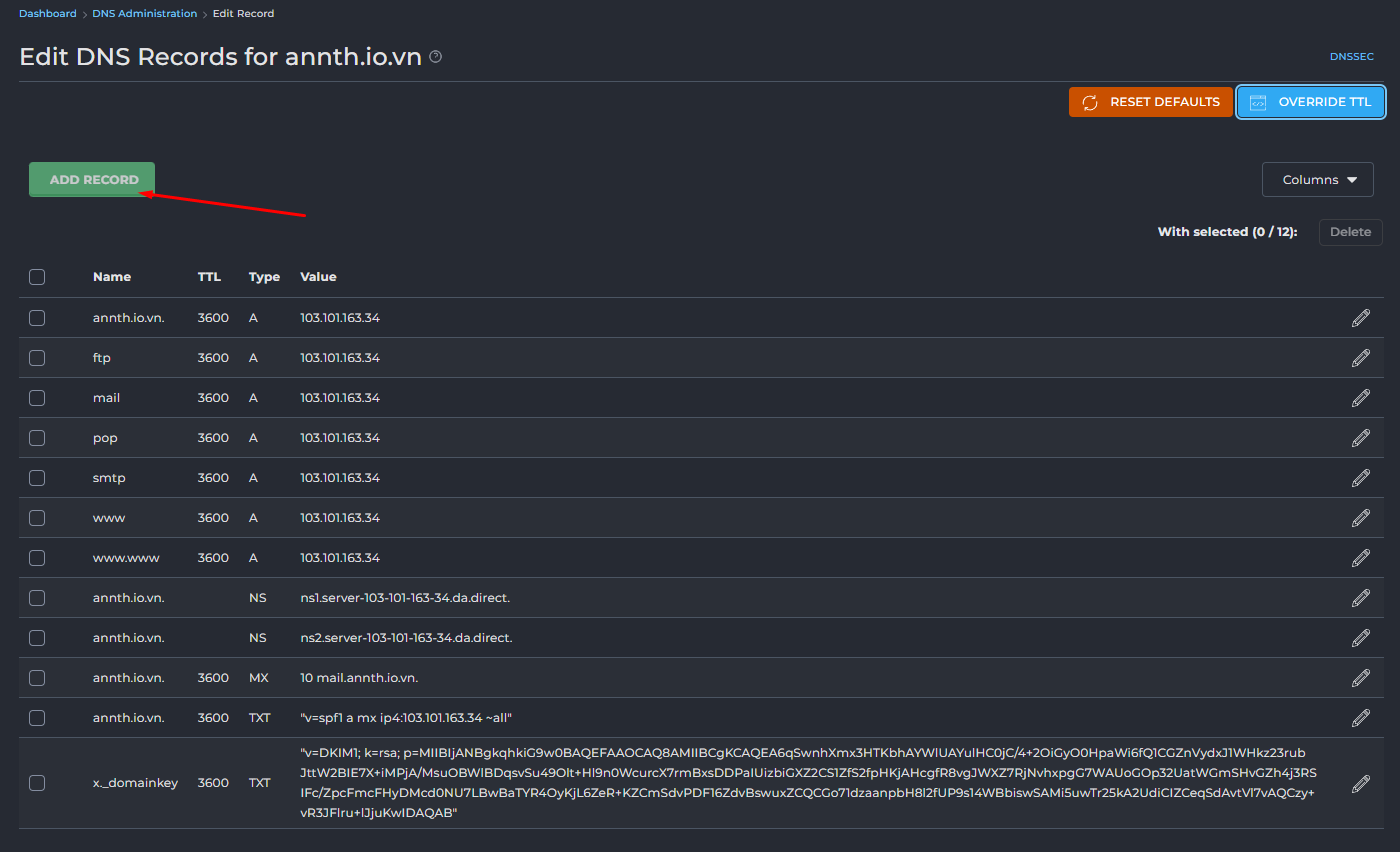 Dashboard > DNS Administration > Edit Record
Edit DNS Records for annth.io.vn
DNSSEC
RESET DEFAULTS OVERRIDE TTL
ADD RECORD Columns
With selected (0 / 12): Delete
Name TTL Type Value
annth.io.vn. 3600 A 103.101.163.34
ftp 3600 A 103.101.163.34
mail 3600 A 103.101.163.34
pop 3600 A 103.101.163.34
smtp 3600 A 103.101.163.34
www 3600 A 103.101.163.34
www.www 3600 A 103.101.163.34
annth.io.vn. NS ns1.server-103-101-163-34.da.direct.
annth.io.vn. NS ns2.server-103-101-163-34.da.direct.
annth.io.vn. 3600 MX 10 mail.annth.io.vn.
annth.io.vn. 3600 TXT "v=spf1 a mx ip4:103.101.163.34 ~all"
x._domainkey 3600 TXT "v=DKIM1; k=rsa; p=MIIBIjANBgkqhkiG9w0BAQEFAAOCAQ8AMIIBCgKCAQEA6qSwnhXmx3HTKbhAYWlUAYulHC0jC/4+2OiGyO0HpaWi6fQ1CGZnVydxJ1WHkz23rub
JttW2BIE7X+iMPjA/MsuOBWIBDqsvSu49Olt+Hl9n0WcurcX7rmBxsDDPaIUizbiGXZ2CS1ZfS2fpHKjAHcgfR8vgJWXZ7RjNvhxpgG7WAUoGOp32UatWGmSHvGZh4j3RS
IFc/ZpcFmcFHyDMcd0NU7LBwBaTYR4OyKjL6ZeR+KZCmSdvPDF16ZdvBswuxZCQCGo71dzaanpbH8l2fUP9s14WBbiswSAMi5uwTr25kA2UdiCIZCeqSdAvtVl7vAQCzy+
vR3JFlru+lJjuKwIDAQAB"